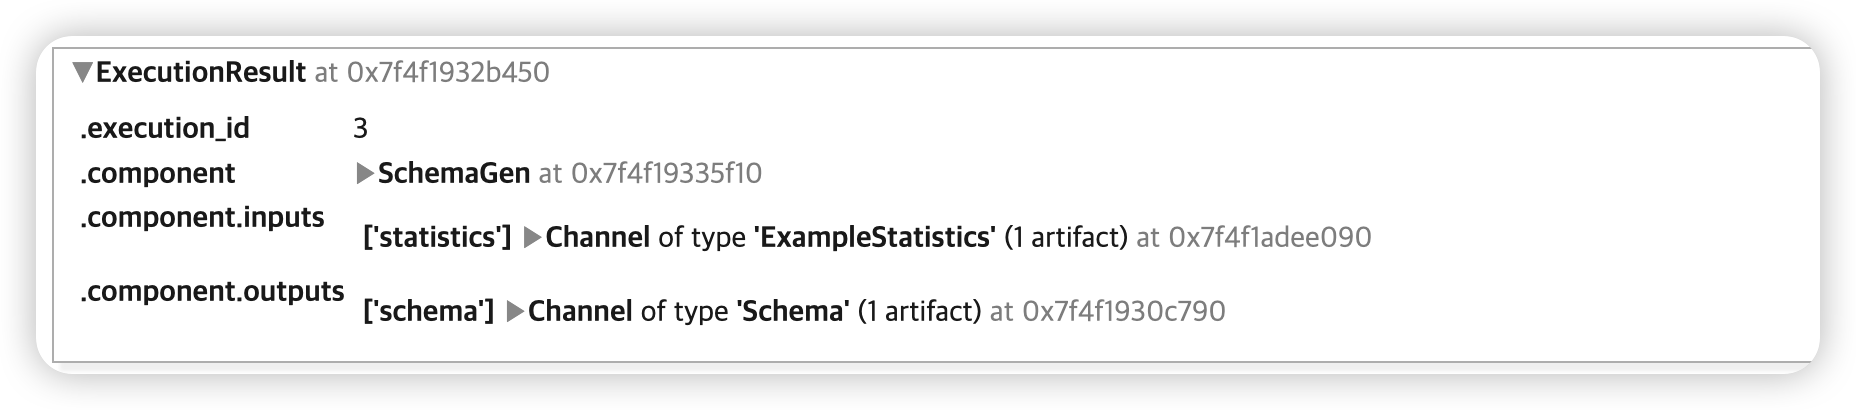 ▼ExecutionResult at 0x7f4f1932b450
.execution_id 3
.component ▶SchemaGen at 0x7f4f19335f10
.component.inputs ['statistics'] ▶Channel of type 'ExampleStatistics' (1 artifact) at 0x7f4f1adee090
.component.outputs ['schema'] ▶Channel of type 'Schema' (1 artifact) at 0x7f4f1930c790